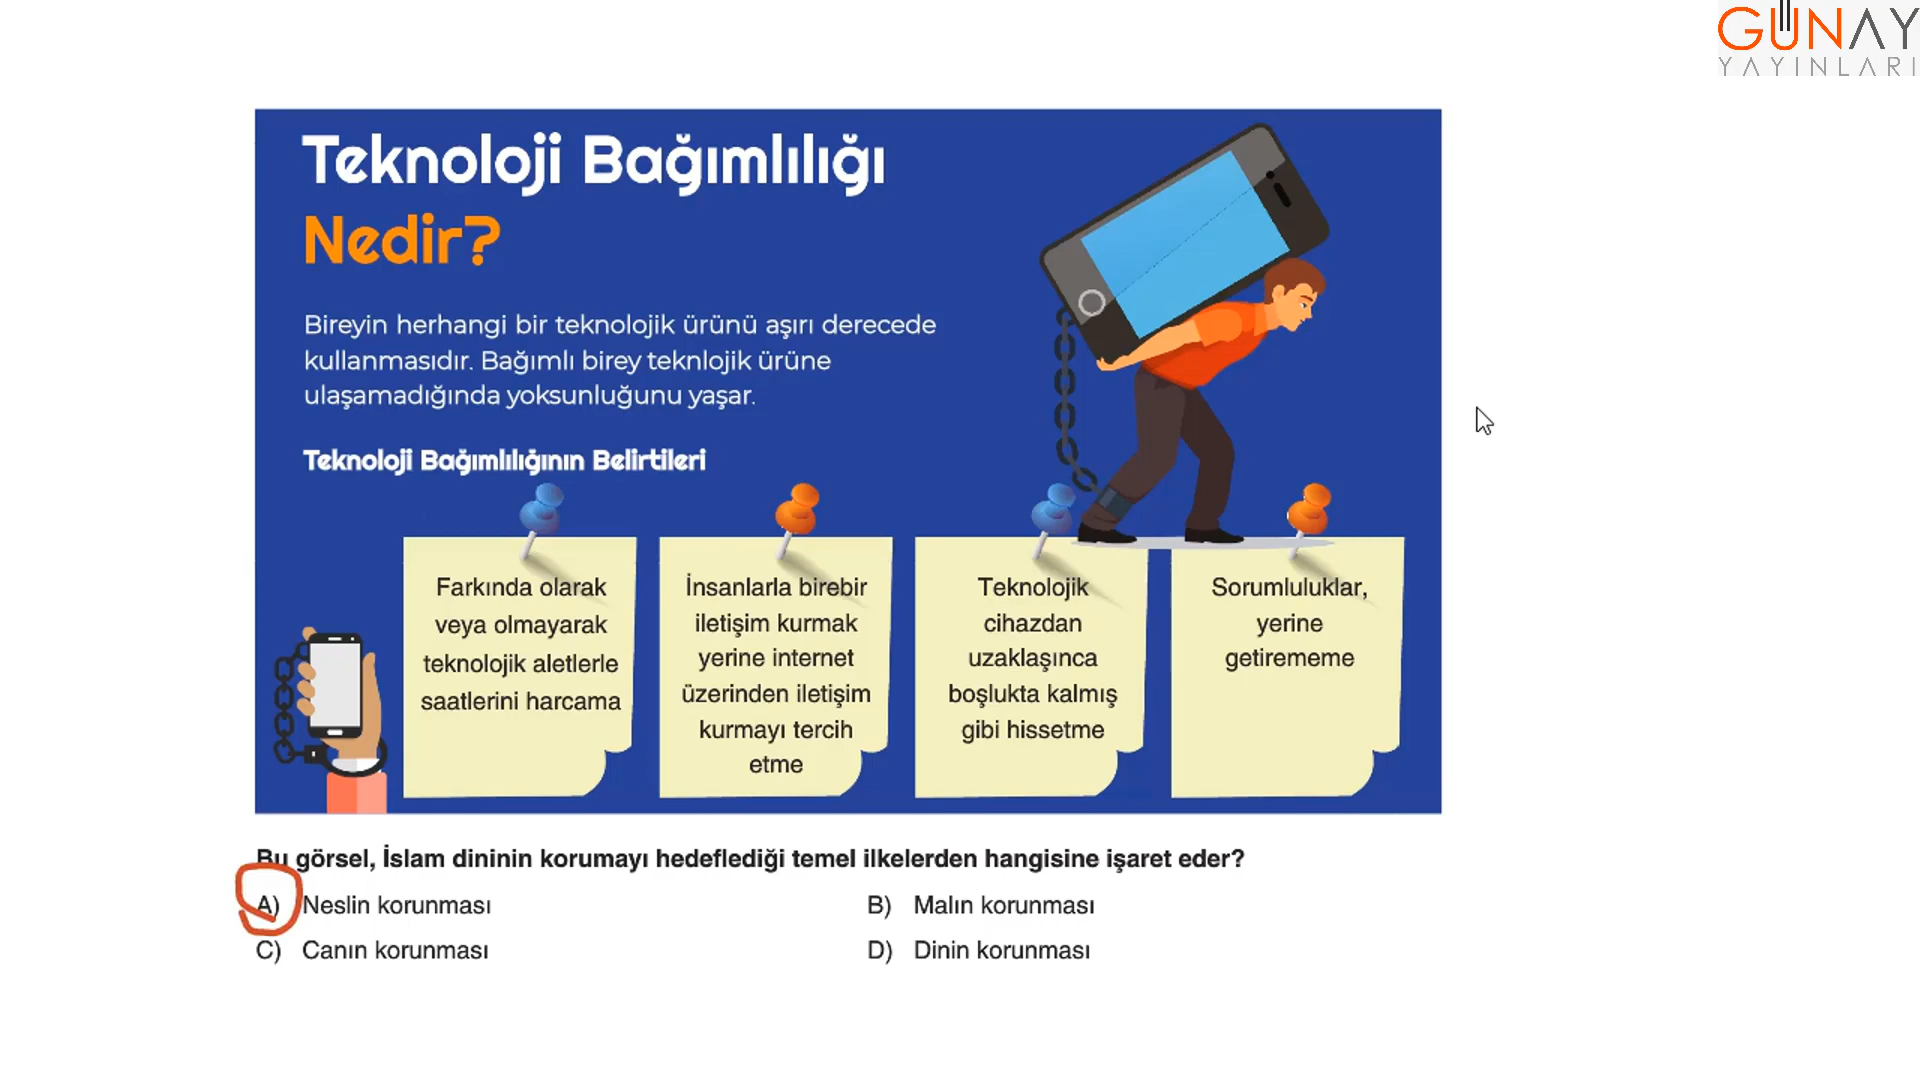 GÜNAY
YAYINLARI
Teknoloji Bağımlılığı
Nedir?
Bireyin herhangi bir teknolojik ürünü aşırı derecede
kullanmasıdır. Bağımlı birey teknlojik ürüne
ulaşamadığında yoksunluğunu yaşar.
Teknoloji Bağımlılığının Belirtileri
Farkında olarak
veya olmayarak
teknolojik aletlerle
saatlerini harcama
İnsanlarla birebir
iletişim kurmak
yerine internet
üzerinden iletişim
kurmayı tercih
etme
Teknolojik
cihazdan
uzaklaşınca
boşlukta kalmış
gibi hissetme
Sorumluluklar,
yerine
getirememe
Bu görsel, İslam dininin korumayı hedeflediği temel ilkelerden hangisine işaret eder?
A) Neslin korunması
B) Malın korunması
C) Canın korunması
D) Dinin korunması